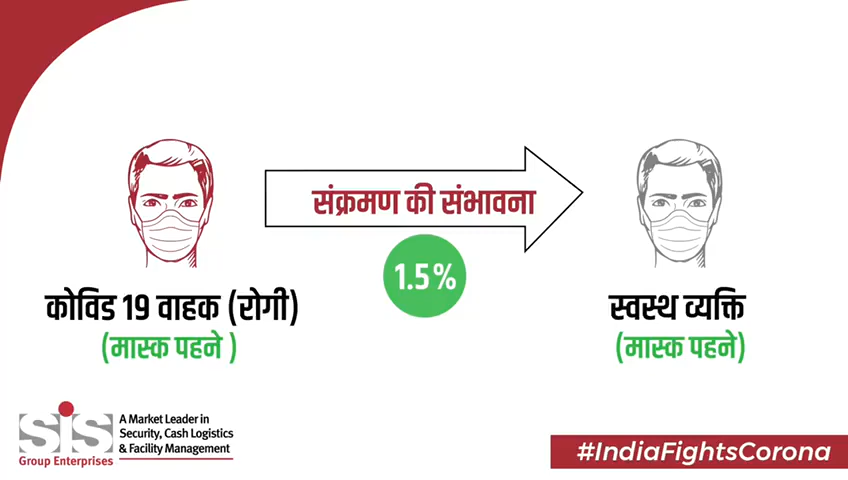 संक्रमण की संभावना
1.5%
कोविड 19 वाहक (रोगी)
(मास्क पहने )
स्वस्थ व्यक्ति
(मास्क पहने)
SiS
Group Enterprises
A Market Leader in
Security, Cash Logistics
& Facility Management
#IndiaFightsCorona